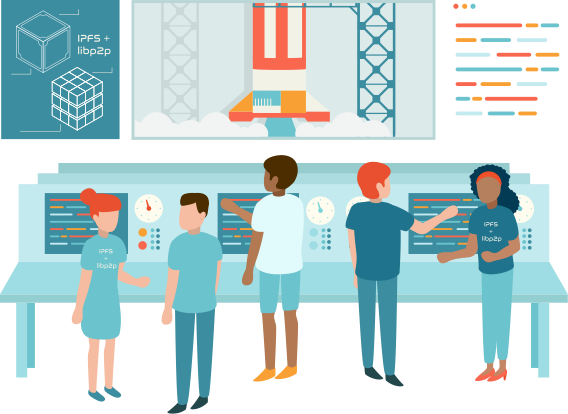 IPFS +
libp2p
IPFS
+
libp2p
IPFS
+
libp2p